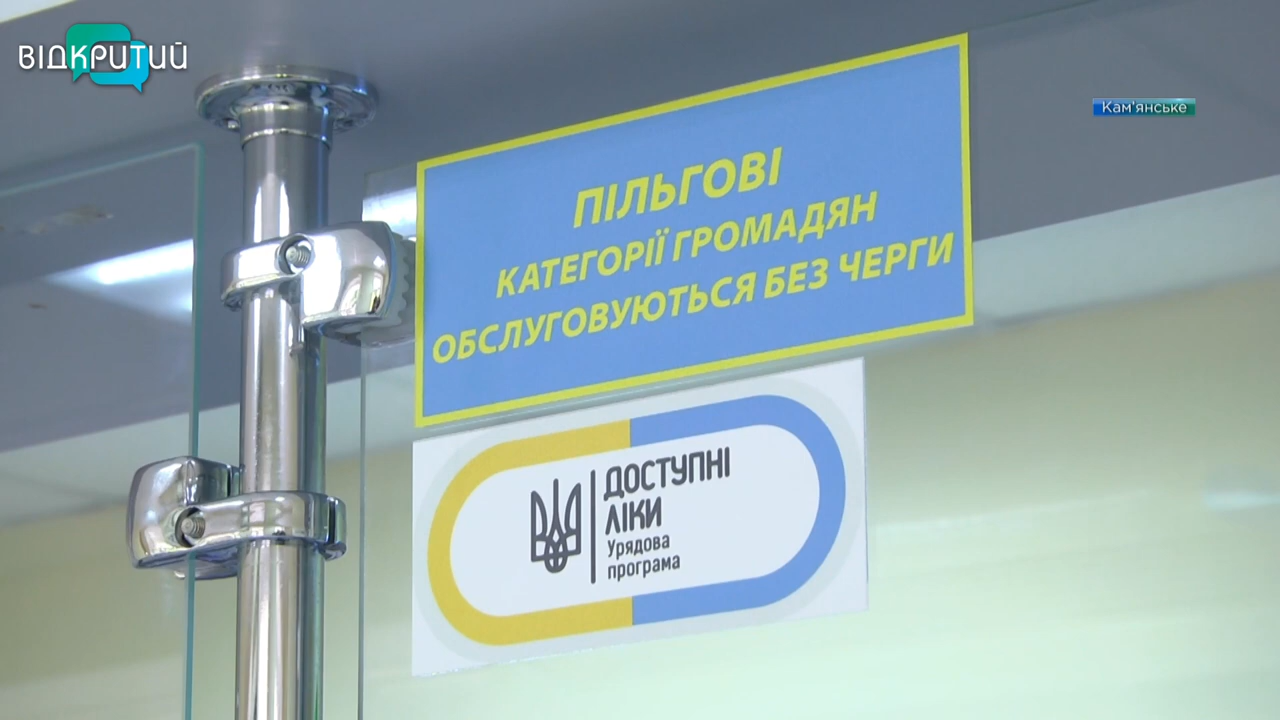 ВІДКРИТИЙ
Кам'янське
ПІЛЬГОВІ
КАТЕГОРІЇ ГРОМАДЯН
ОБСЛУГОВУЮТЬСЯ БЕЗ ЧЕРГИ
ДОСТУПНІ
ЛІКИ
Урядова
програма